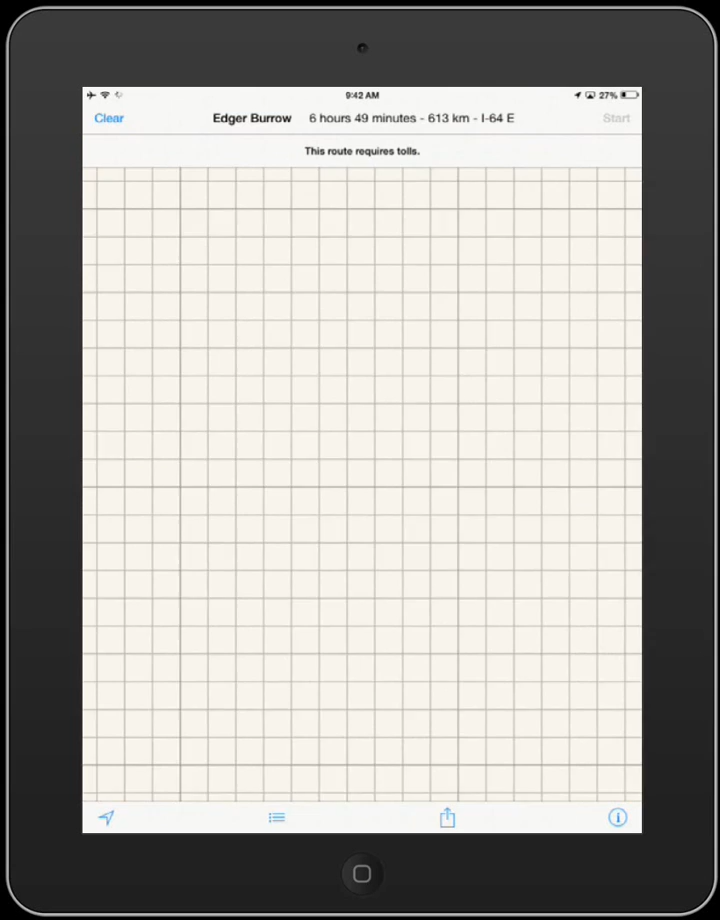 9:42 AM 27%
Clear Edger Burrow 6 hours 49 minutes - 613 km - I-64 E Start
This route requires tolls.